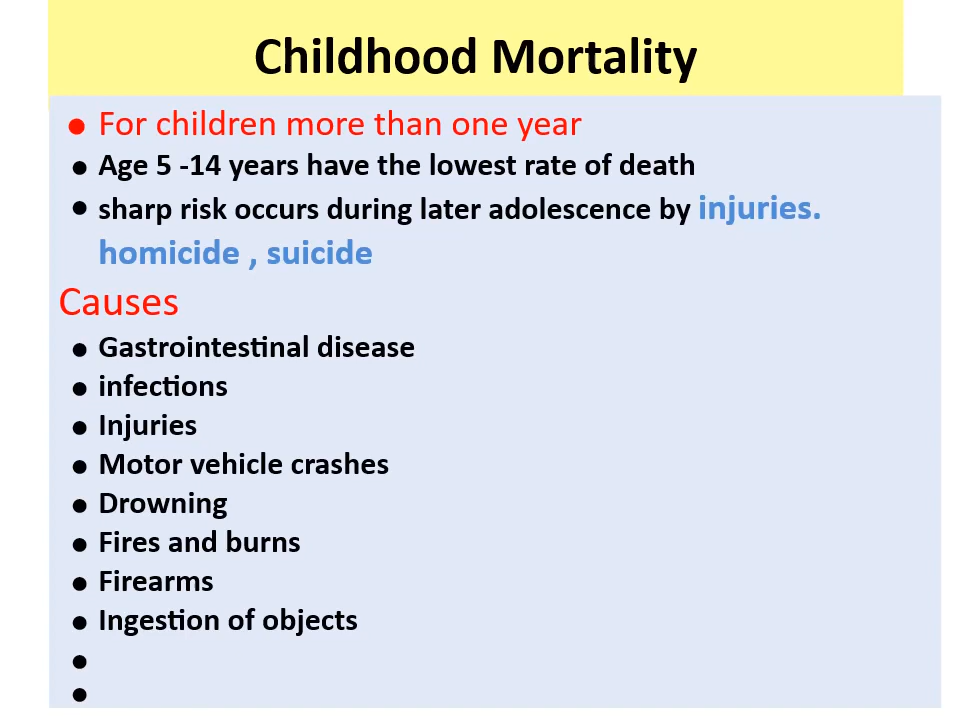 Childhood Mortality
• For children more than one year
• Age 5 -14 years have the lowest rate of death
• sharp risk occurs during later adolescence by injuries.
homicide , suicide
Causes
• Gastrointestinal disease
• infections
• Injuries
• Motor vehicle crashes
• Drowning
• Fires and burns
• Firearms
• Ingestion of objects
•
•